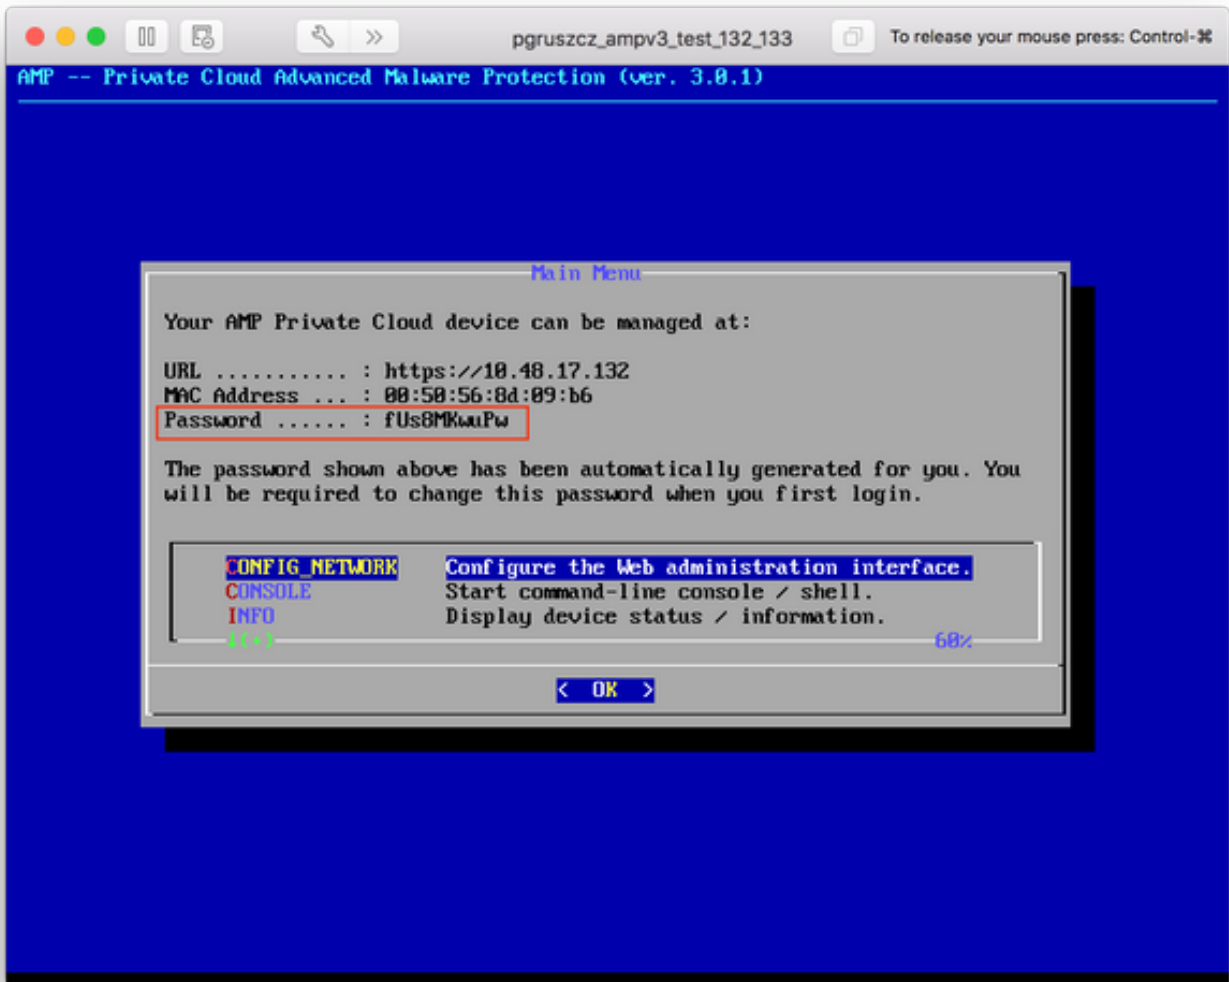 pgruszcz_ampv3_test_132_133
To release your mouse press: Control-⌘
AMP -- Private Cloud Advanced Malware Protection (ver. 3.0.1)
Main Menu
Your AMP Private Cloud device can be managed at:
URL ........... : https://10.48.17.132
MAC Address ... : 00:50:56:8d:09:b6
Password ...... : fUs8MKwuPw
The password shown above has been automatically generated for you. You
will be required to change this password when you first login.
CONFIG_NETWORK Configure the Web administration interface.
CONSOLE Start command-line console / shell.
INFO Display device status / information.
↓(+) 60%
< OK >